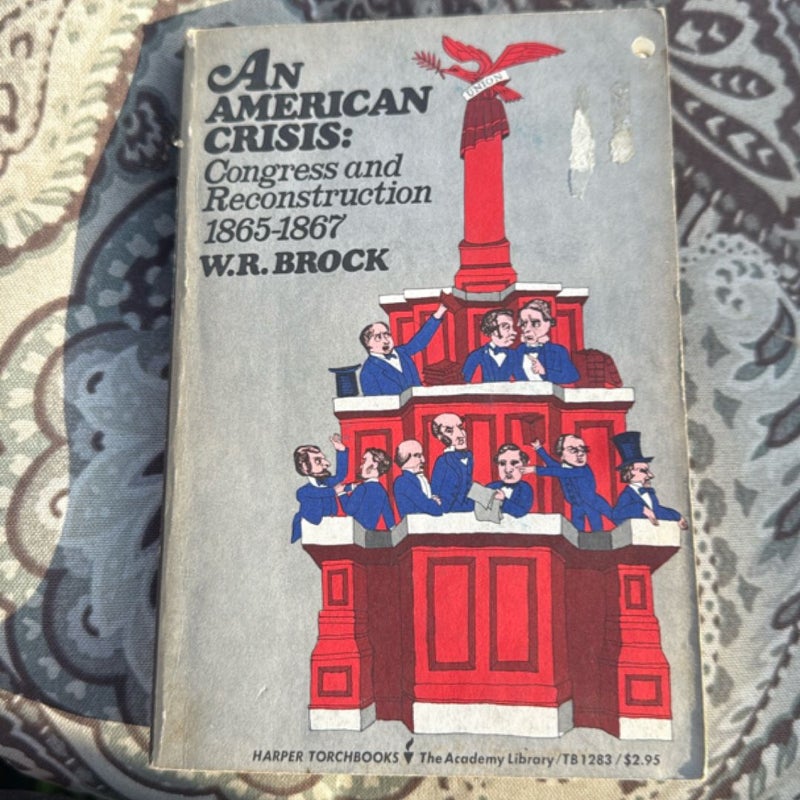 UNION
An
American
Crisis:
Congress and
Reconstruction
1865-1867
W.R. BROCK
HARPER TORCHBOOKS The Academy Library/TB 1283/$2.95